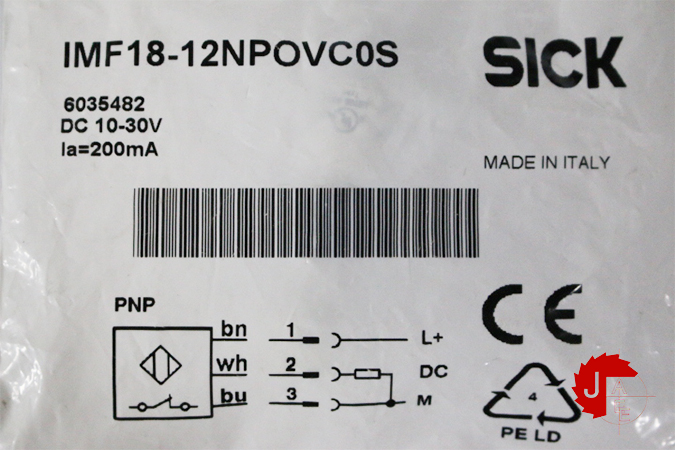 IMF18-12NPOVC0S
SICK
6035482
DC 10-30V
Ia=200mA
MADE IN ITALY
PNP
bn 1 L+
wh 2 DC
bu 3 M
CE
4
PE LD
J